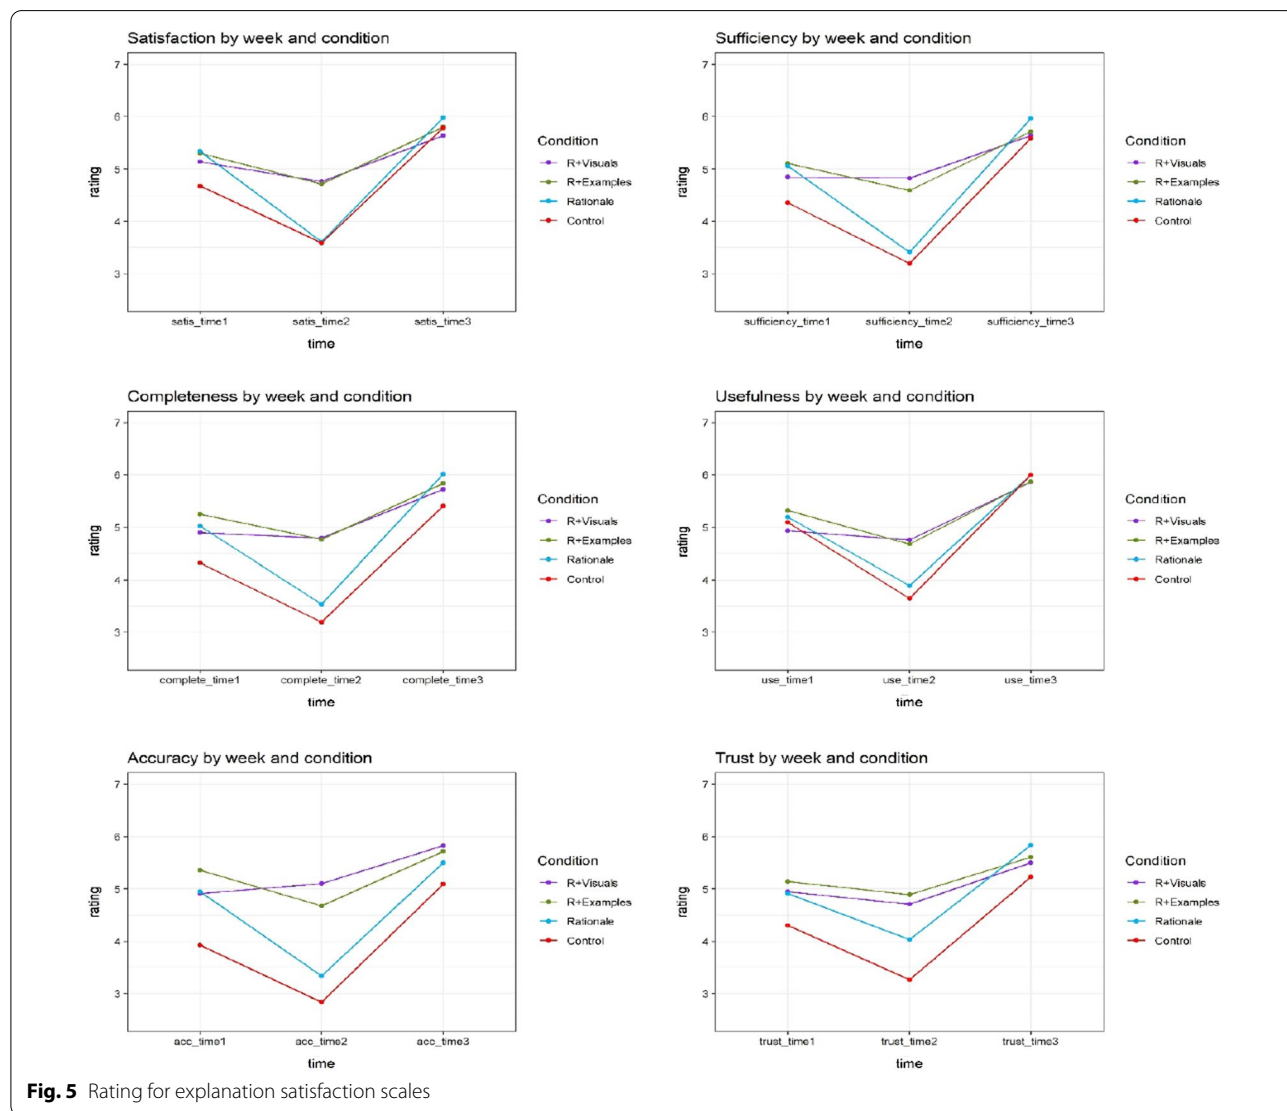 Satisfaction by week and condition
7
6
5
4
3
rating
satis_time1 satis_time2 satis_time3
time
Condition
R+Visuals
R+Examples
Rationale
Control
Sufficiency by week and condition
7
6
5
4
3
rating
sufficiency_time1 sufficiency_time2 sufficiency_time3
time
Condition
R+Visuals
R+Examples
Rationale
Control
Completeness by week and condition
7
6
5
4
3
rating
complete_time1 complete_time2 complete_time3
time
Condition
R+Visuals
R+Examples
Rationale
Control
Usefulness by week and condition
7
6
5
4
3
rating
use_time1 use_time2 use_time3
time
Condition
R+Visuals
R+Examples
Rationale
Control
Accuracy by week and condition
7
6
5
4
3
rating
acc_time1 acc_time2 acc_time3
time
Condition
R+Visuals
R+Examples
Rationale
Control
Trust by week and condition
7
6
5
4
3
rating
trust_time1 trust_time2 trust_time3
time
Condition
R+Visuals
R+Examples
Rationale
Control
Fig. 5 Rating for explanation satisfaction scales